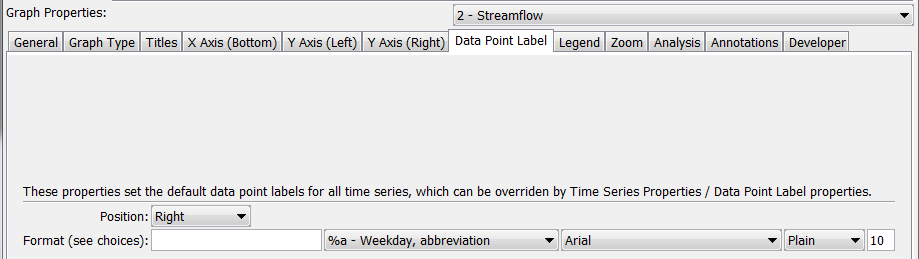 Graph Properties: 2 - Streamflow
General Graph Type Titles X Axis (Bottom) Y Axis (Left) Y Axis (Right) Data Point Label Legend Zoom Analysis Annotations Developer
These properties set the default data point labels for all time series, which can be overriden by Time Series Properties / Data Point Label properties.
Position: Right
Format (see choices): %a - Weekday, abbreviation Arial Plain 10